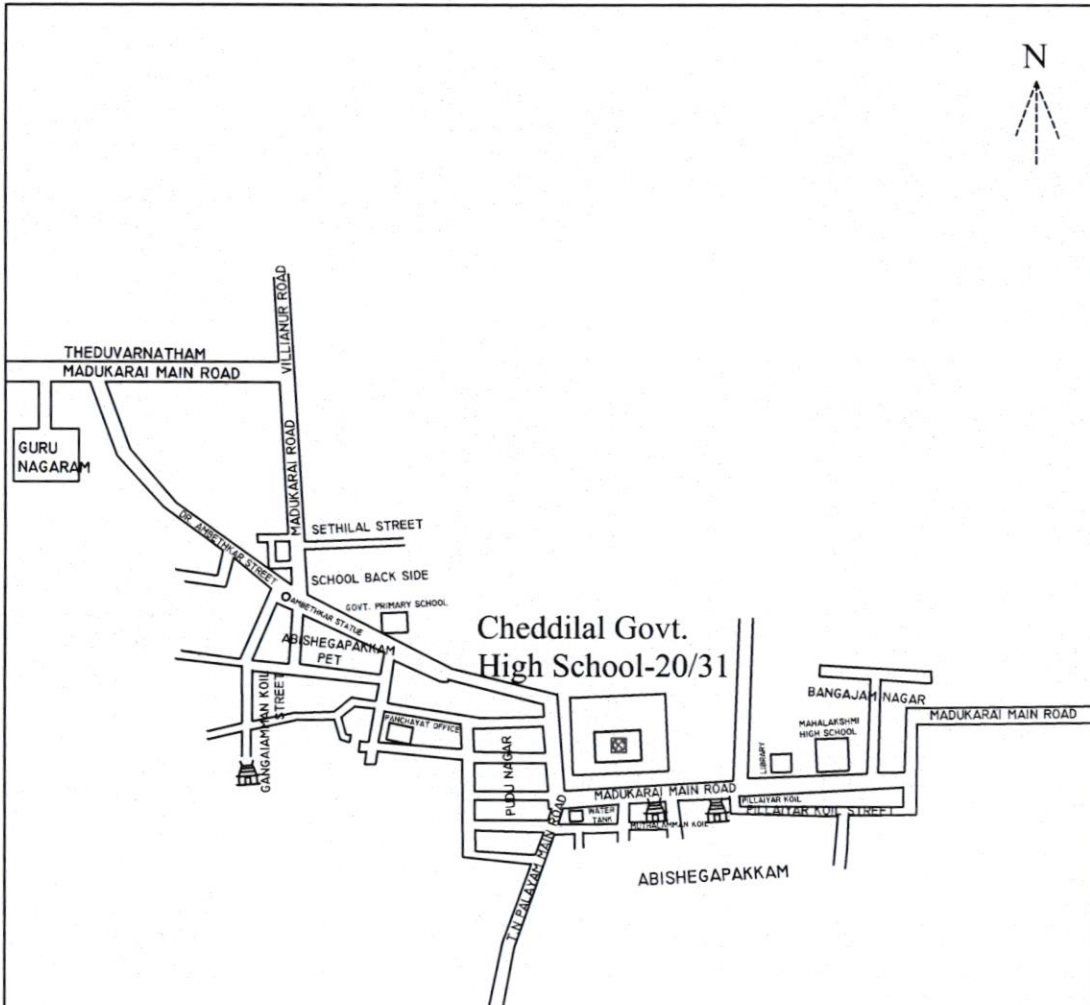 N
VILLIANUR ROAD
THEDUVARNATHAM
MADUKARAI MAIN ROAD
GURU
NAGARAM
MADUKARAI ROAD
SETHILAL STREET
DR. AMBETHKAR STREET
SCHOOL BACK SIDE
AMBETHKAR STATUE
GOVT. PRIMARY SCHOOL
Cheddilal Govt.
High School-20/31
ABISHEGAPAKKAM
PET
GANGAIAMMAN KOIL
STREET
PANCHAYAT OFFICE
PUDU NAGAR
BANGAJAM NAGAR
MADUKARAI MAIN ROAD
MAHALAKSHMI
HIGH SCHOOL
LIBRARY
MADUKARAI MAIN ROAD
PILLAIYAR KOIL
PILLAIYAR KOIL STREET
WATER
TANK
MUTHALAMMAN KOIL
T.N PALAYAM MAIN ROAD
ABISHEGAPAKKAM